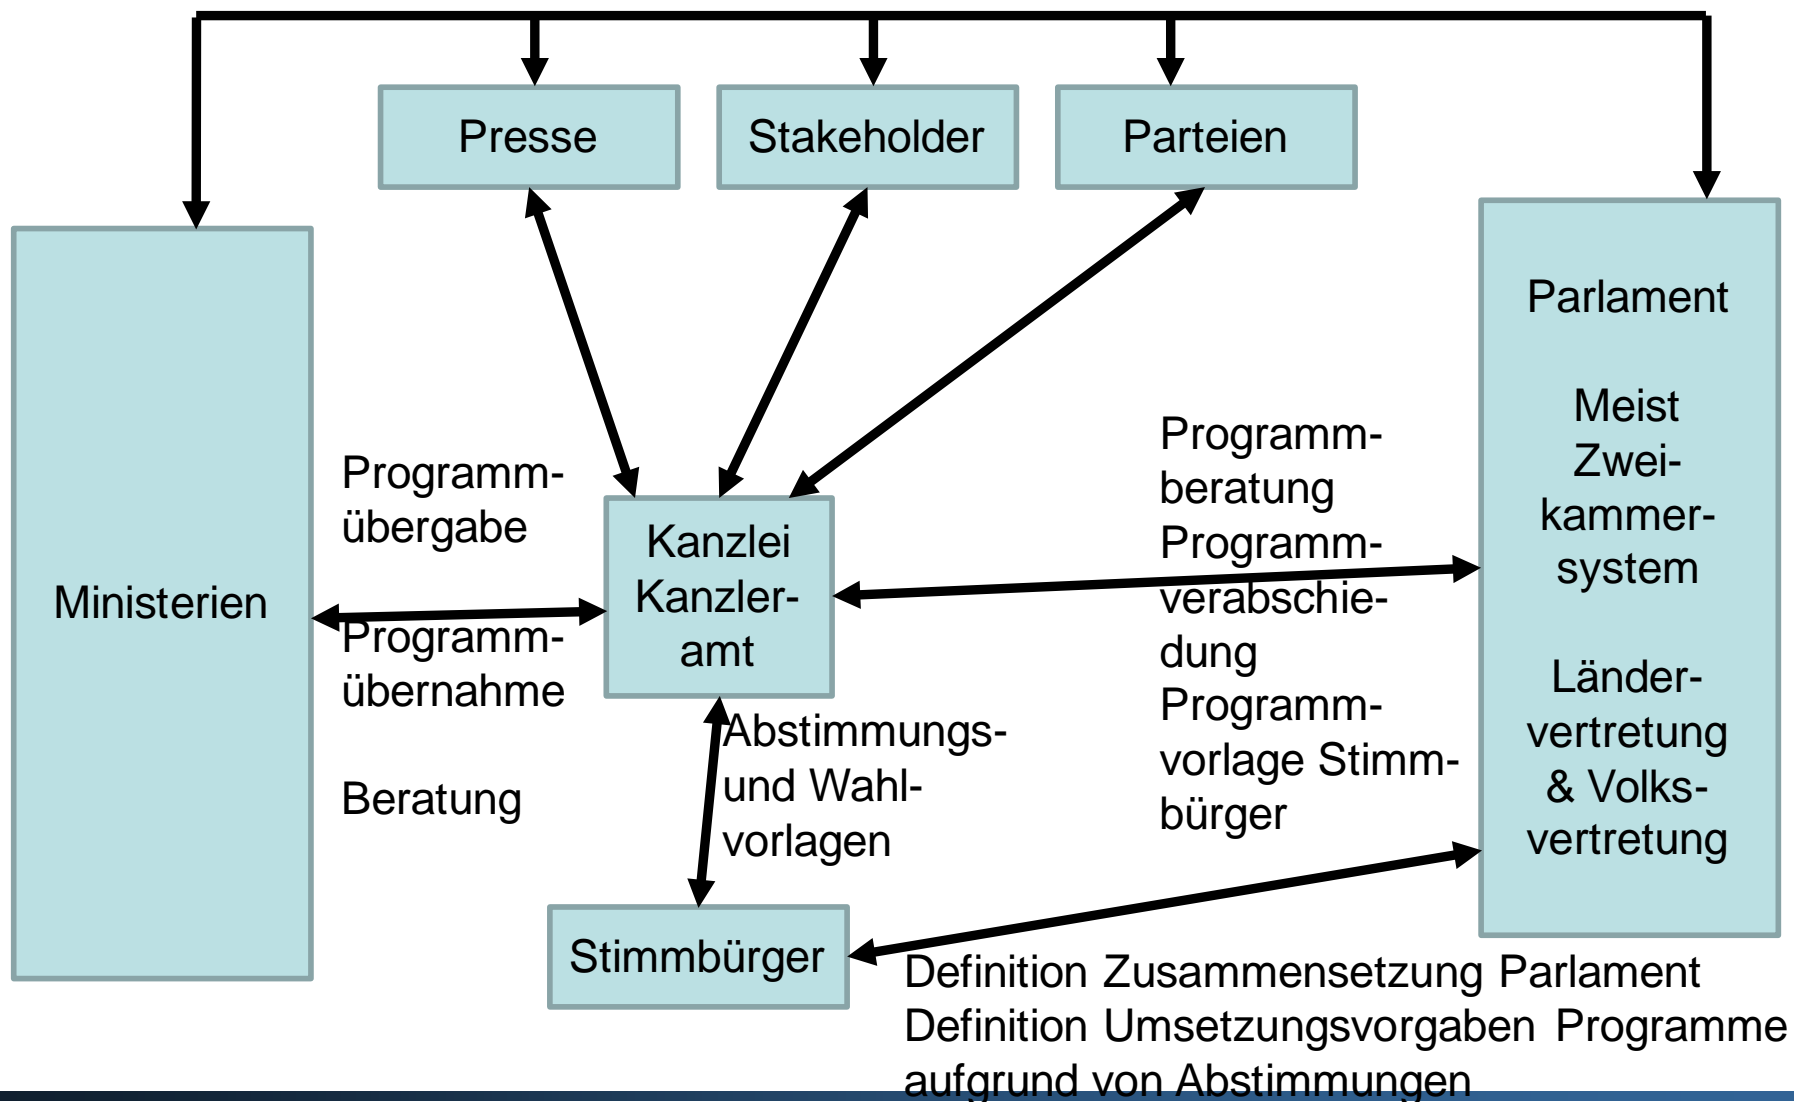 Presse
Stakeholder
Parteien
Ministerien
Programm-
übergabe
Programm-
übernahme
Beratung
Kanzlei
Kanzler-
amt
Abstimmungs-
und Wahl-
vorlagen
Programm-
beratung
Programm-
verabschie-
dung
Programm-
vorlage Stimm-
bürger
Parlament
Meist
Zwei-
kammer-
system
Länder-
vertretung
& Volks-
vertretung
Stimmbürger
Definition Zusammensetzung Parlament
Definition Umsetzungsvorgaben Programme
aufgrund von Abstimmungen